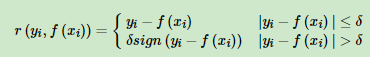 r (y_i, f (x_i)) = { y_i − f (x_i)    |y_i − f (x_i) | ≤ δ
δsign (y_i − f (x_i))    |y_i − f (x_i) | > δ